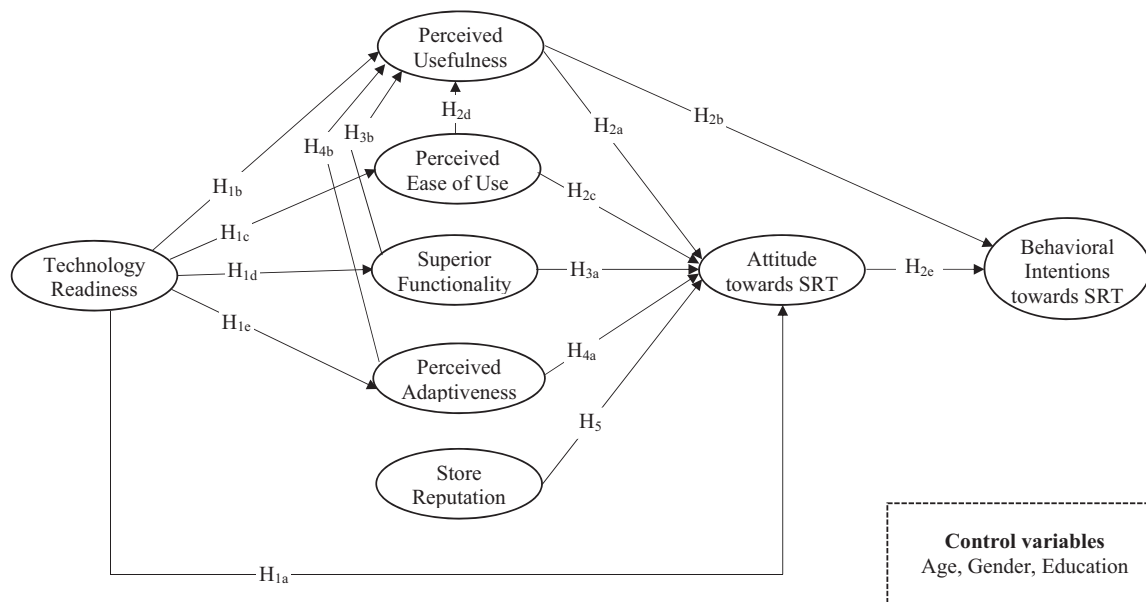 Perceived
Usefulness
H2d
H3b
H4b
H2a
H2b
H1b
Perceived
Ease of Use
H2c
H1c
Technology
Readiness
H1d
Superior
Functionality
H3a
Attitude
towards SRT
H2e
Behavioral
Intentions
towards SRT
H1e
Perceived
Adaptiveness
H4a
H5
Store
Reputation
H1a
Control variables
Age, Gender, Education